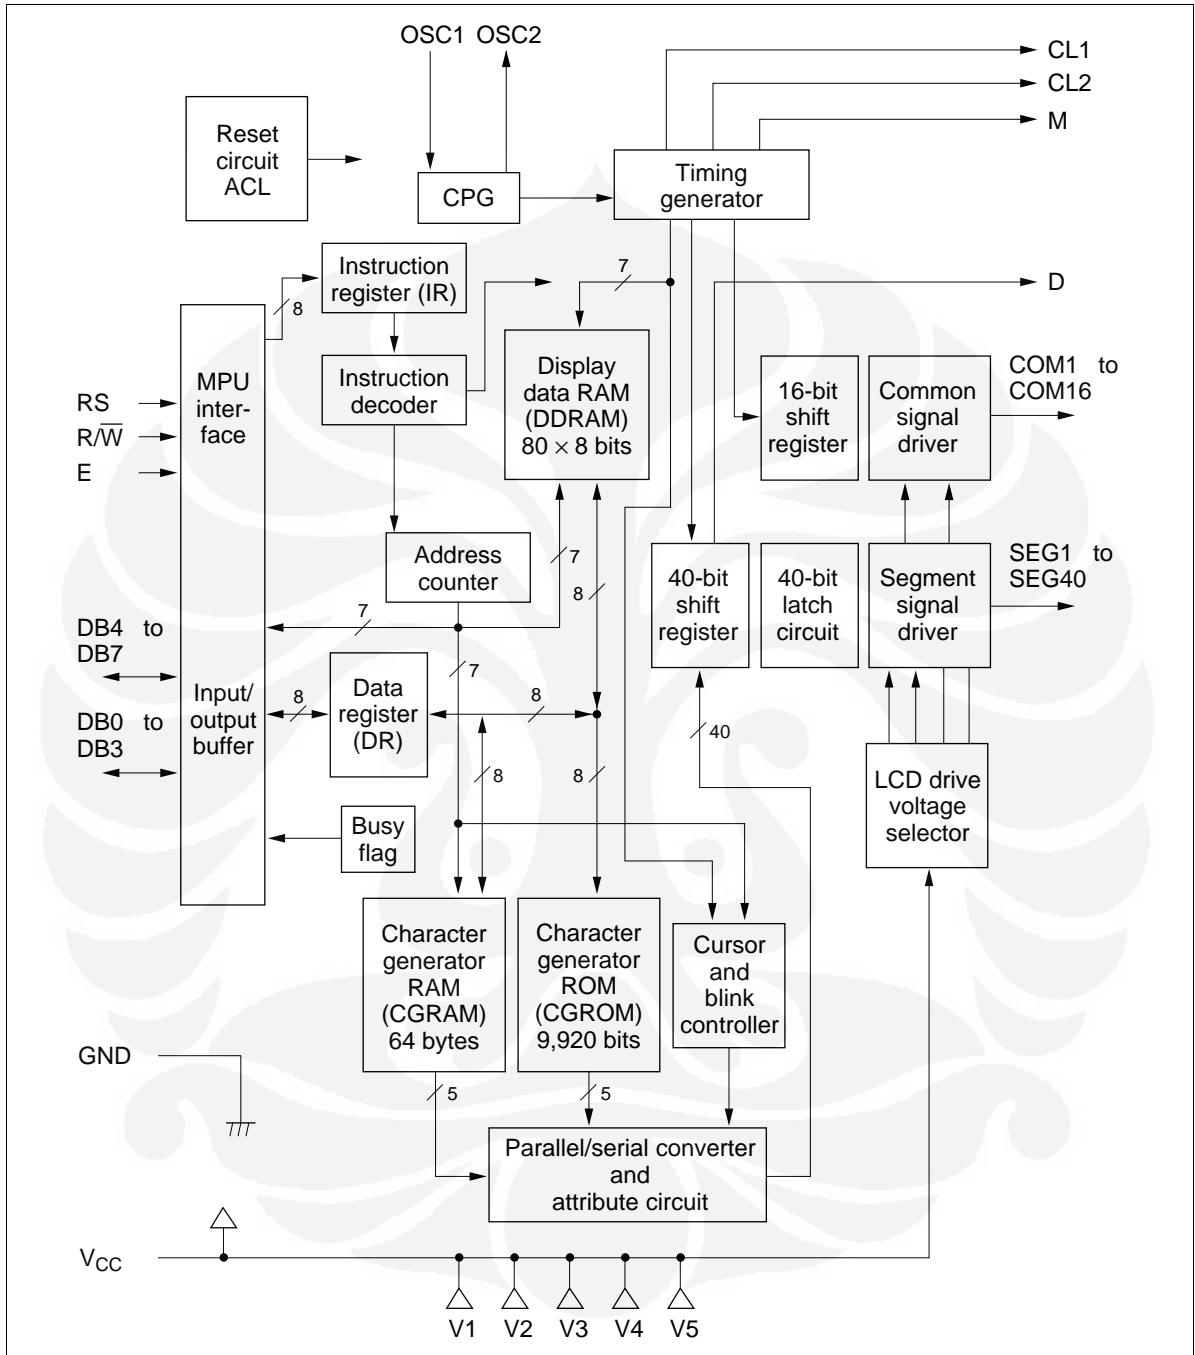 OSC1 OSC2
CL1
CL2
M
Reset
circuit
ACL
CPG
Timing
generator
Instruction
register (IR)
8
7
D
MPU
inter-
face
Instruction
decoder
Display
data RAM
(DDRAM)
80 × 8 bits
16-bit
shift
register
Common
signal
driver
COM1 to
COM16
RS
R/W̅
E
Address
counter
7
8
40-bit
shift
register
40-bit
latch
circuit
Segment
signal
driver
SEG1 to
SEG40
DB4 to
DB7
7
7
Input/
output
buffer
8
Data
register
(DR)
8
DB0 to
DB3
8
8
40
LCD drive
voltage
selector
Busy
flag
Character
generator
RAM
(CGRAM)
64 bytes
Character
generator
ROM
(CGROM)
9,920 bits
Cursor
and
blink
controller
GND
5
5
Parallel/serial converter
and
attribute circuit
VCC
V1 V2 V3 V4 V5